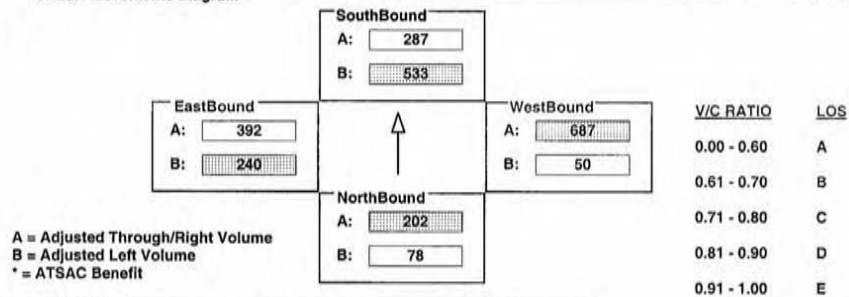 SouthBound
A: 287
B: 533
EastBound
A: 392
B: 240
WestBound
A: 687
B: 50
NorthBound
A: 202
B: 78
A = Adjusted Through/Right Volume
B = Adjusted Left Volume
* = ATSAC Benefit
V/C RATIO LOS
0.00 - 0.60 A
0.61 - 0.70 B
0.71 - 0.80 C
0.81 - 0.90 D
0.91 - 1.00 E